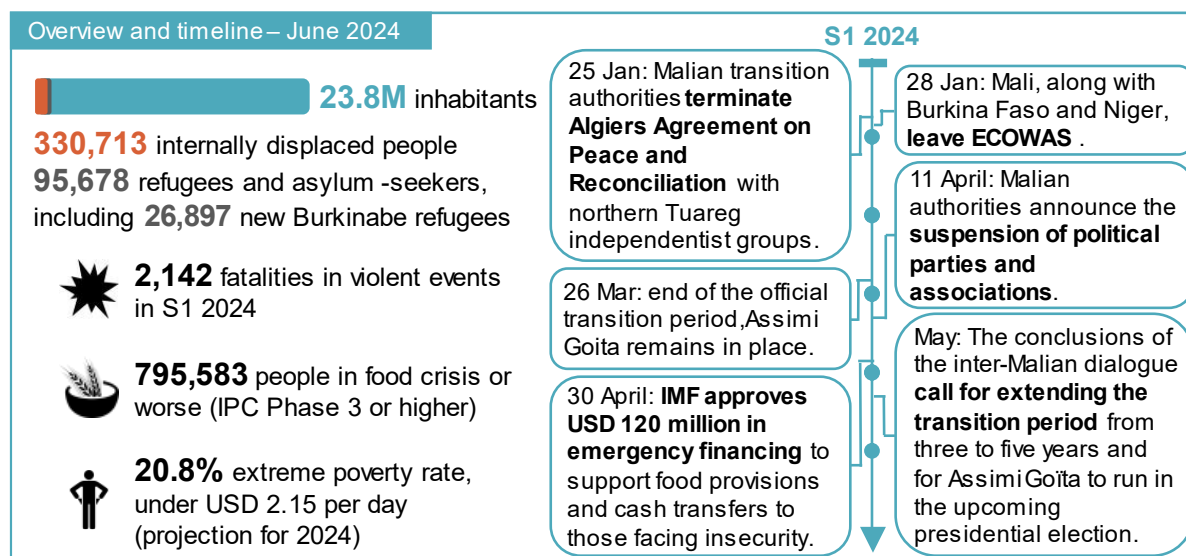 Overview and timeline – June 2024
23.8M inhabitants
330,713 internally displaced people
95,678 refugees and asylum -seekers,
including 26,897 new Burkinabe refugees
2,142 fatalities in violent events
in S1 2024
795,583 people in food crisis or
worse (IPC Phase 3 or higher)
20.8% extreme poverty rate,
under USD 2.15 per day
(projection for 2024)
S1 2024
25 Jan: Malian transition
authorities terminate
Algiers Agreement on
Peace and
Reconciliation with
northern Tuareg
independentist groups.
28 Jan: Mali, along with
Burkina Faso and Niger,
leave ECOWAS .
26 Mar: end of the official
transition period,Assimi
Goita remains in place.
11 April: Malian
authorities announce the
suspension of political
parties and
associations.
30 April: IMF approves
USD 120 million in
emergency financing to
support food provisions
and cash transfers to
those facing insecurity.
May: The conclusions of
the inter-Malian dialogue
call for extending the
transition period from
three to five years and
for Assimi Goïta to run in
the upcoming
presidential election.